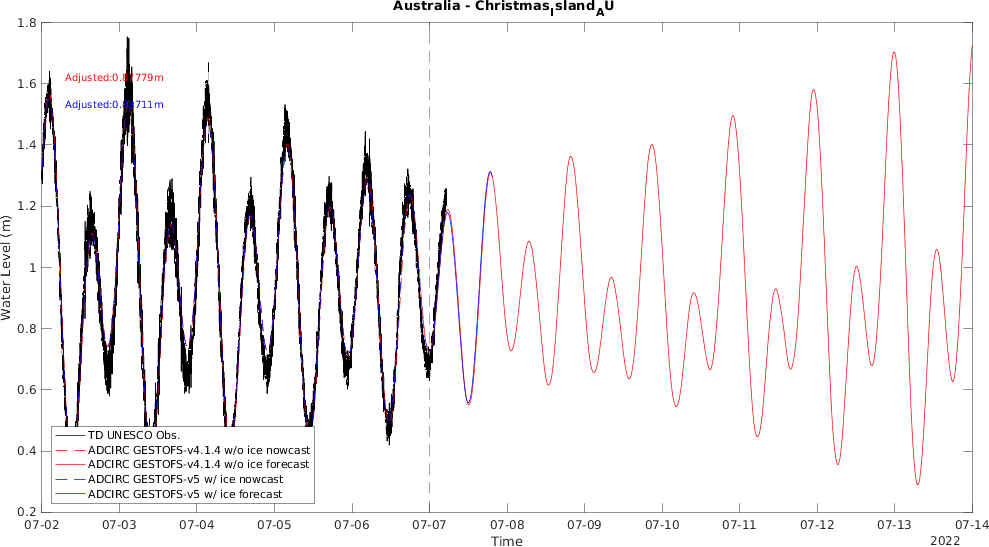 Australia - ChristmasIslandAU
1.8
1.6
1.4
1.2
1
0.8
0.6
0.4
0.2
Water Level (m)
Adjusted:0.87779m
TD UNESCO Obs.
ADCIRC GESTOFS-v4.1.4 w/o ice nowcast
ADCIRC GESTOFS-v4.1.4 w/o ice forecast
ADCIRC GESTOFS-v5 w/ ice nowcast
ADCIRC GESTOFS-v5 w/ ice forecast
07-02 07-03 07-04 07-05 07-06 07-07 07-08 07-09 07-10 07-11 07-12 07-13 07-14
Time
2022